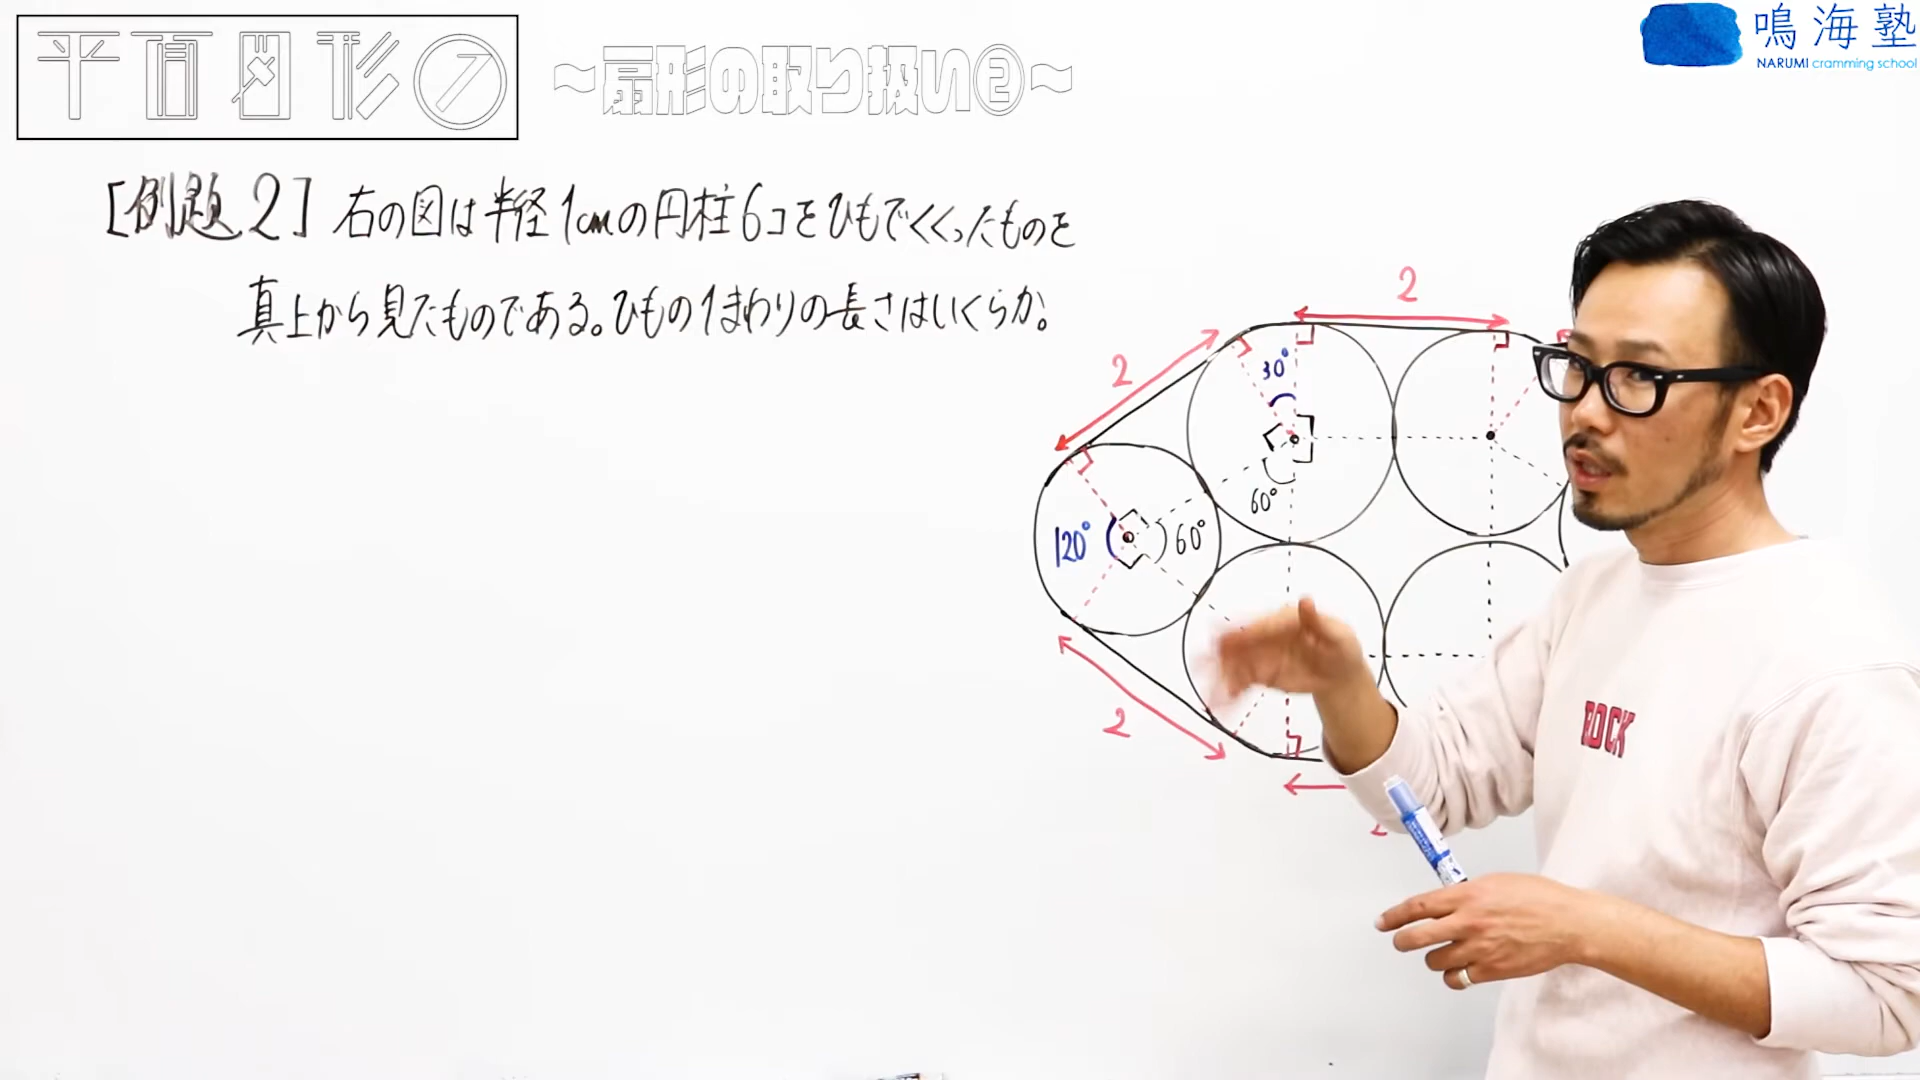 平面図形⑦
~扇形の取り扱い②~
鳴海塾
NARUMI cramming school
[例題2] 右の図は半径1cmの円柱6コをひもでくくったものを
真上から見たものである。ひもの1まわりの長さはいくらか。
2
2
30°
60°
120°
60°
2
ROCK